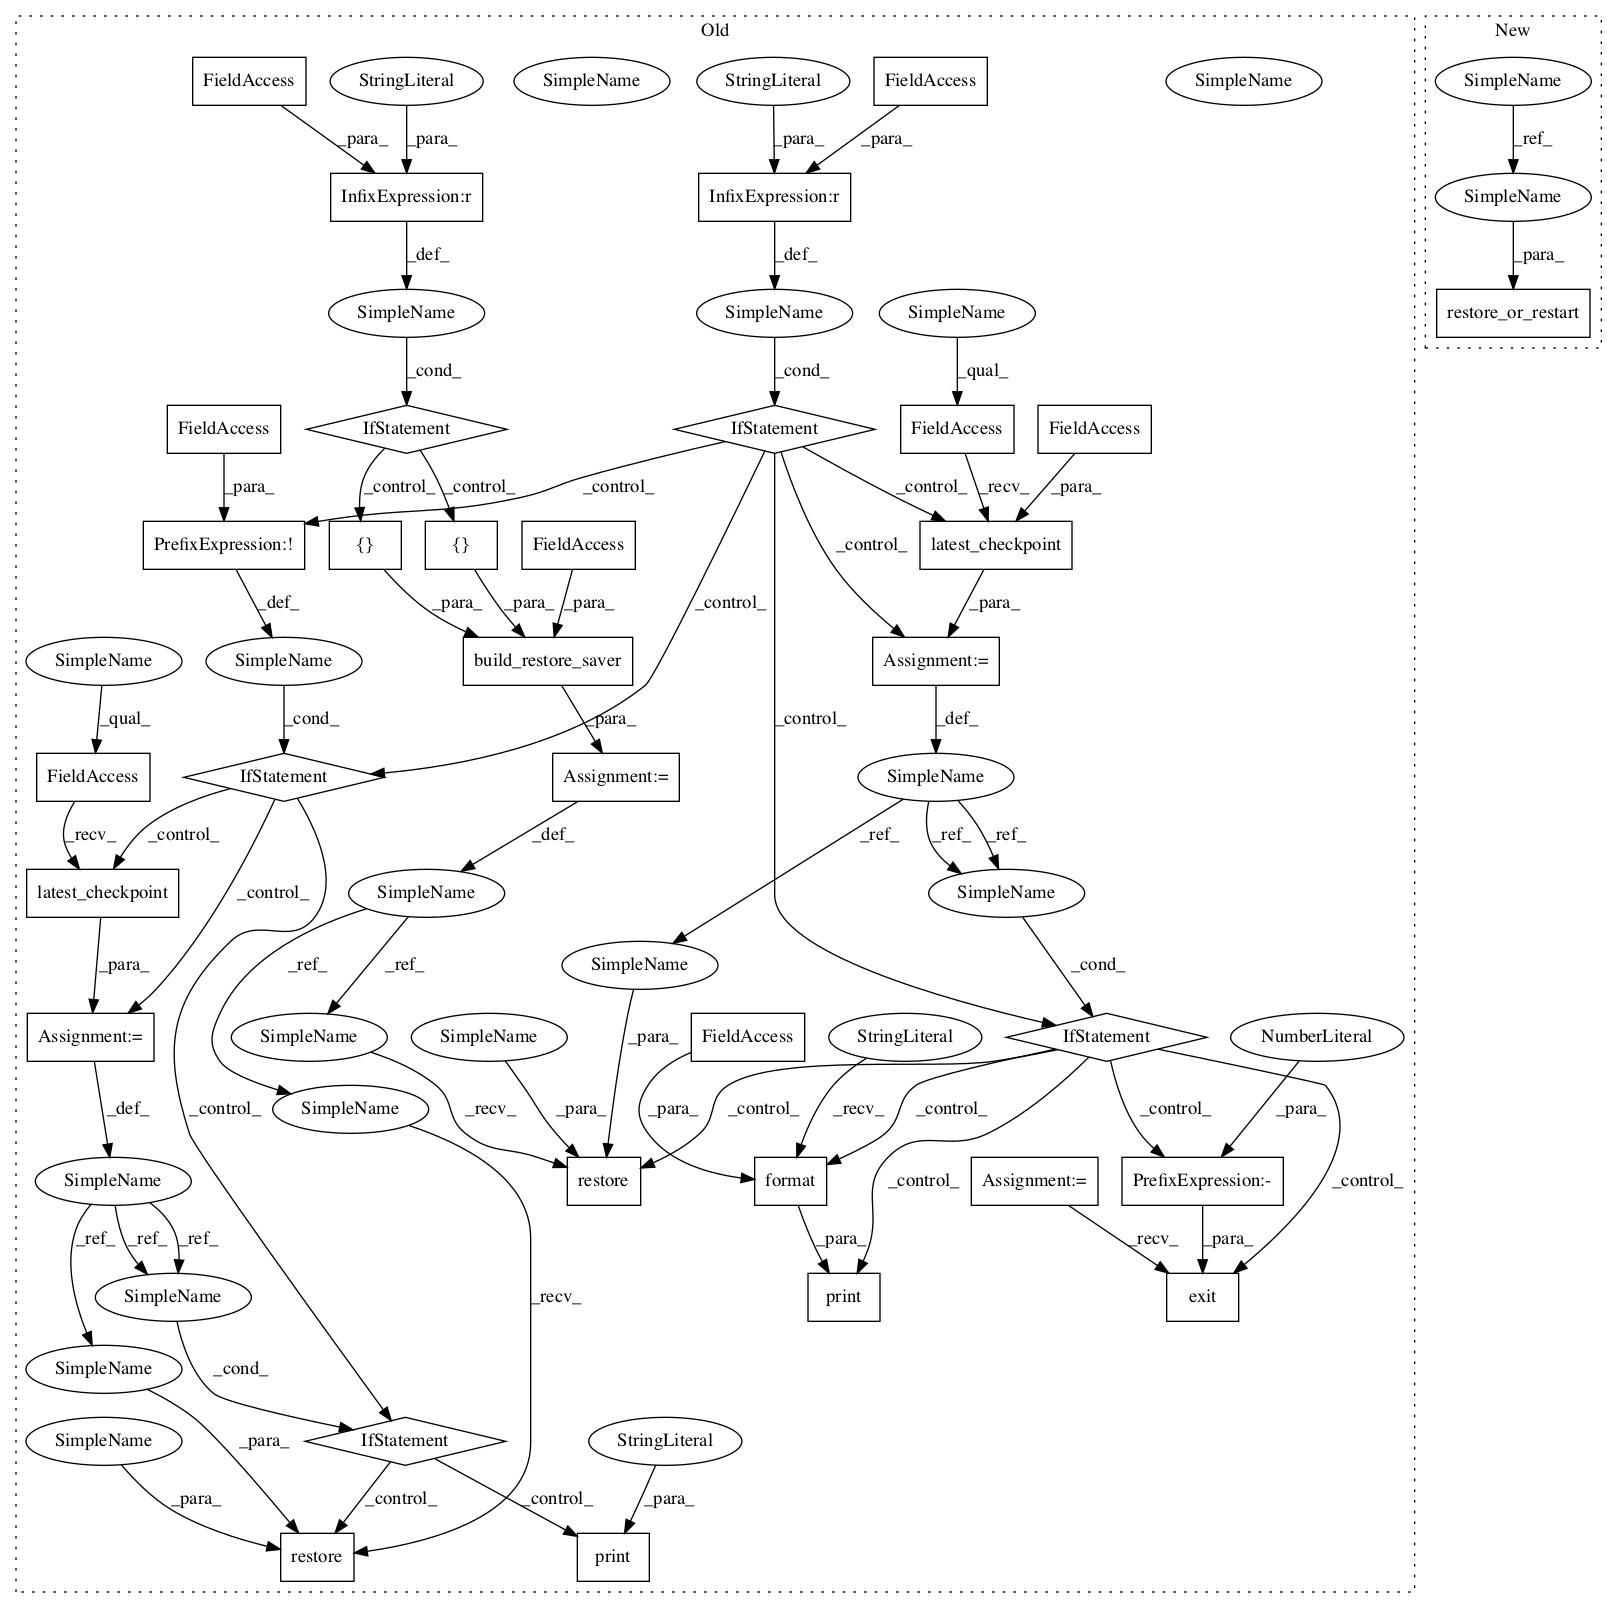 Old
New
FieldAccess
StringLiteral
SimpleName
StringLiteral
FieldAccess
SimpleName
SimpleName
_para_
_para_
_para_
_para_
_ref_
InfixExpression:r
InfixExpression:r
SimpleName
_def_
_def_
_para_
SimpleName
SimpleName
SimpleName
restore_or_restart
_cond_
_cond_
_qual_
FieldAccess
IfStatement
IfStatement
FieldAccess
FieldAccess
_para_
_control_
_control_
_control_
_control_
_recv_
_para_
PrefixExpression:!
{}
{}
FieldAccess
_control_
latest_checkpoint
_def_
_para_
_para_
_para_
_control_
_para_
SimpleName
SimpleName
build_restore_saver
Assignment:=
_qual_
_cond_
_para_
_control_
_def_
FieldAccess
IfStatement
Assignment:=
SimpleName
_recv_
_control_
_def_
_ref_
_ref_
_ref_
latest_checkpoint
_control_
SimpleName
SimpleName
_para_
_ref_
_ref_
SimpleName
_cond_
Assignment:=
SimpleName
SimpleName
FieldAccess
StringLiteral
IfStatement
NumberLiteral
_para_
_def_
_control_
SimpleName
_recv_
_para_
_para_
_recv_
_control_
_control_
_control_
_para_
SimpleName
restore
format
_control_
Assignment:=
PrefixExpression:-
_control_
_ref_
_ref_
_ref_
_para_
_recv_
_para_
SimpleName
_recv_
print
exit
SimpleName
_cond_
SimpleName
IfStatement
StringLiteral
_para_
_para_
_control_
_control_
_para_
restore
print